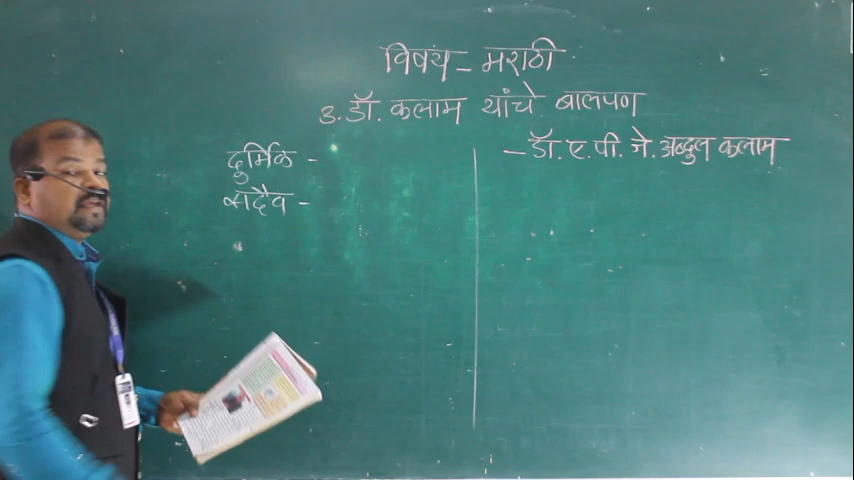 विषय - मराठी
३. डॉ. कलाम यांचे बालपण
- डॉ. ए. पी. जे. अब्दुल कलाम
दुर्मिळ -
सदैव -